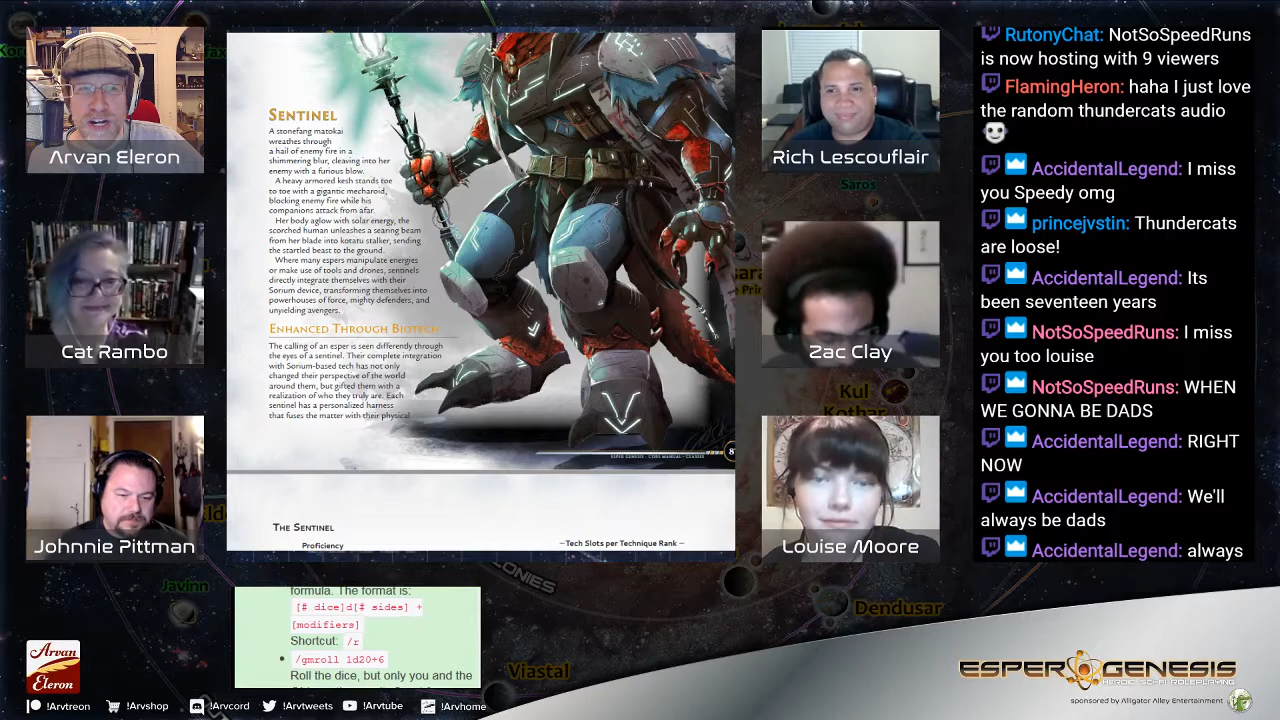 Arvan Eleron
Cat Rambo
Johnnie Pittman
SENTINEL
A stonefang matokai
wreathes through
a hail of enemy fire in a
shimmering blur, cleaving into her
enemy with a furious blow.
A heavy armored kesh stands toe
to toe with a gigantic mecharoid,
blocking enemy fire while his
companions attack from afar.
Her body aglow with solar energy, the
scorched human unleashes a searing beam
from her blade into kotatu stalker, sending
the startled beast to the ground.
Where many espers manipulate energies
or make use of tools and drones, sentinels
directly integrate themselves with their
Sorium device, transforming themselves into
powerhouses of force, mighty defenders, and
unyielding avengers.
ENHANCED THROUGH BIOTECH
The calling of an esper is seen differently through
the eyes of a sentinel. Their complete integration
with Sorium-based tech has not only
changed their perspective of the world
around them, but gifted them with a
realization of who they truly are. Each
sentinel has a personalized harness
that fuses the matter with their physical
ESPER GENESIS - CORE MANUAL - CLASSES
THE SENTINEL
Proficiency
—Tech Slots per Technique Rank—
Rich Lescouflair
Saros
Zac Clay
Kul
Kothar
Louise Moore
RutonyChat: NotSoSpeedRuns
is now hosting with 9 viewers
FlamingHeron: haha I just love
the random thundercats audio
AccidentalLegend: I miss
you Speedy omg
princejvstin: Thundercats
are loose!
AccidentalLegend: Its
been seventeen years
NotSoSpeedRuns: I miss
you too louise
NotSoSpeedRuns: WHEN
WE GONNA BE DADS
AccidentalLegend: RIGHT
NOW
AccidentalLegend: We'll
always be dads
AccidentalLegend: always
Javinn
Dendusar
Viastal
formula. The format is:
[# dice]d[# sides] +
[modifiers]
Shortcut: /r
• /gmroll 1d20+6
Roll the dice, but only you and the
Arvan
Eleron
!Artreon
!Arvshop
!Arvcord
!Arvtweets
!Arvtube
!Arvhome
ESPER GENESIS
HEROIC SCI-FI ROLEPLAYING
sponsored by Alligator Alley Entertainment